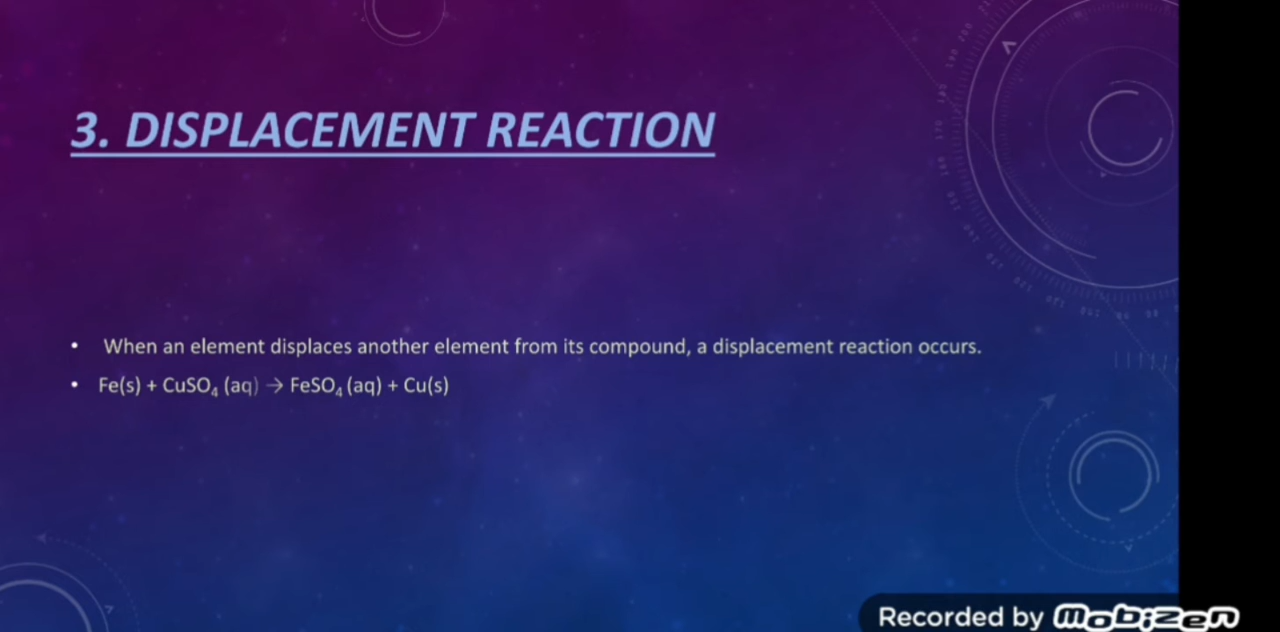 3. DISPLACEMENT REACTION
• When an element displaces another element from its compound, a displacement reaction occurs.
• Fe(s) + CuSO₄ (aq) → FeSO₄ (aq) + Cu(s)
Recorded by Mobizen